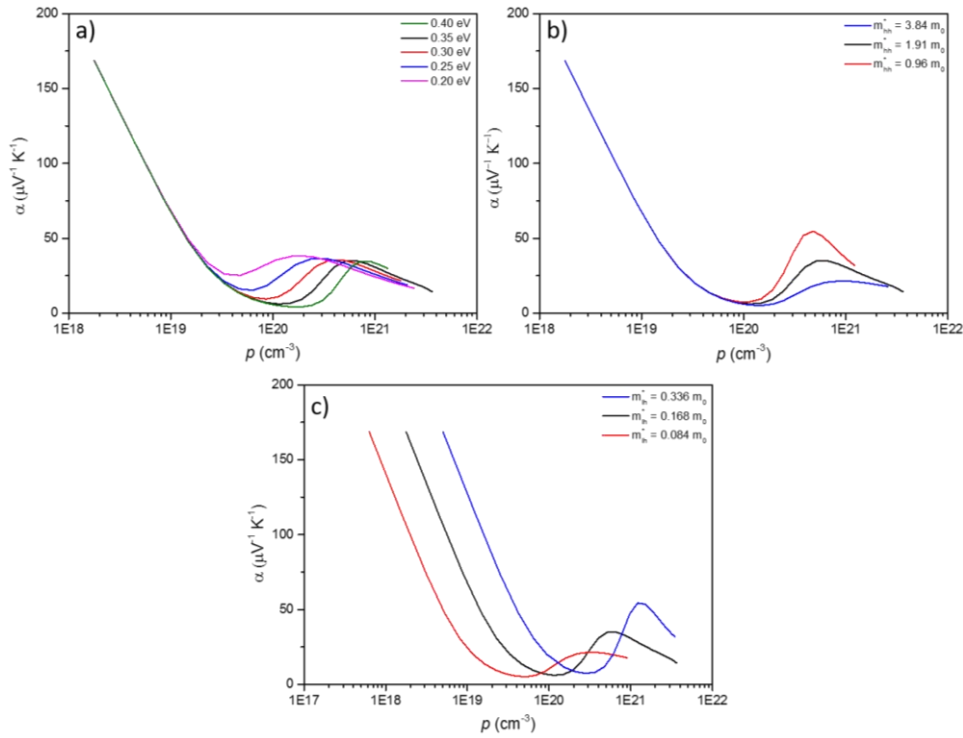 a)
0.40 eV
0.35 eV
0.30 eV
0.25 eV
0.20 eV
200
150
100
50
0
α (μV⁻¹ K⁻¹)
1E18 1E19 1E20 1E21 1E22
p (cm⁻³)
b)
m*hh = 3.84 m0
m*hh = 1.91 m0
m*hh = 0.96 m0
200
150
100
50
0
α (μV⁻¹ K⁻¹)
1E18 1E19 1E20 1E21 1E22
p (cm⁻³)
c)
m*lh = 0.336 m0
m*lh = 0.168 m0
m*lh = 0.084 m0
200
150
100
50
0
α (μV⁻¹ K⁻¹)
1E17 1E18 1E19 1E20 1E21 1E22
p (cm⁻³)